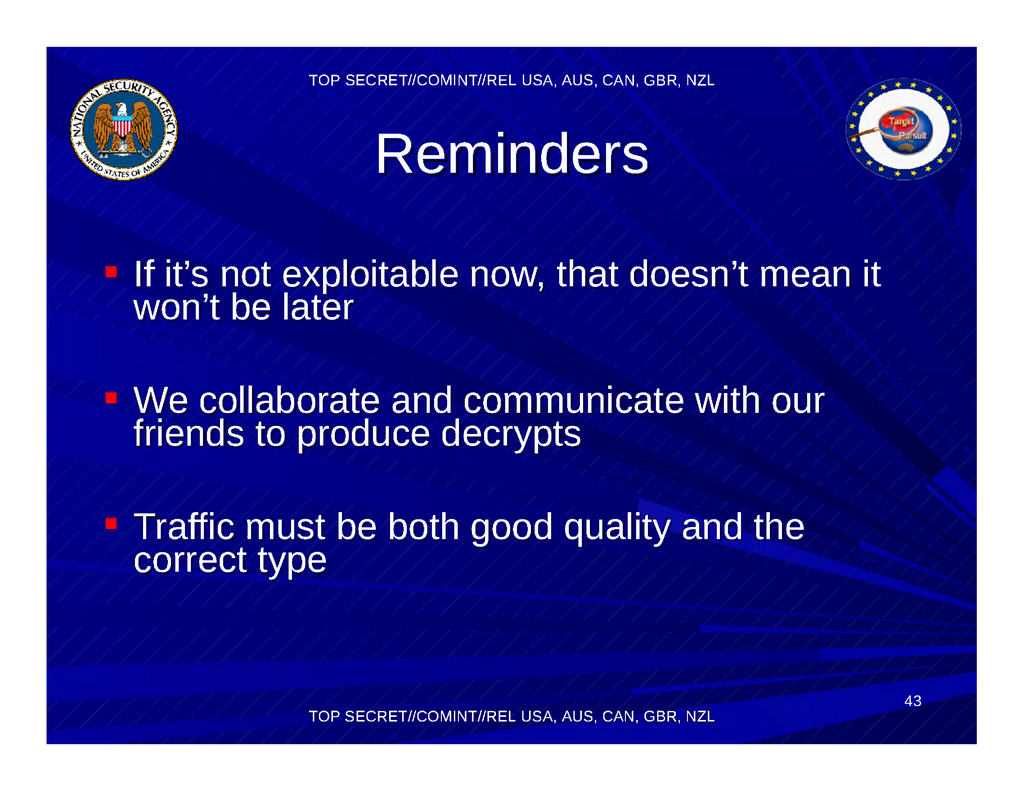 TOP SECRET//COMINT//REL USA, AUS, CAN, GBR, NZL
NATIONAL SECURITY AGENCY
UNITED STATES OF AMERICA
Target
Pursuit
Reminders
If it’s not exploitable now, that doesn’t mean it
won’t be later
We collaborate and communicate with our
friends to produce decrypts
Traffic must be both good quality and the
correct type
43
TOP SECRET//COMINT//REL USA, AUS, CAN, GBR, NZL